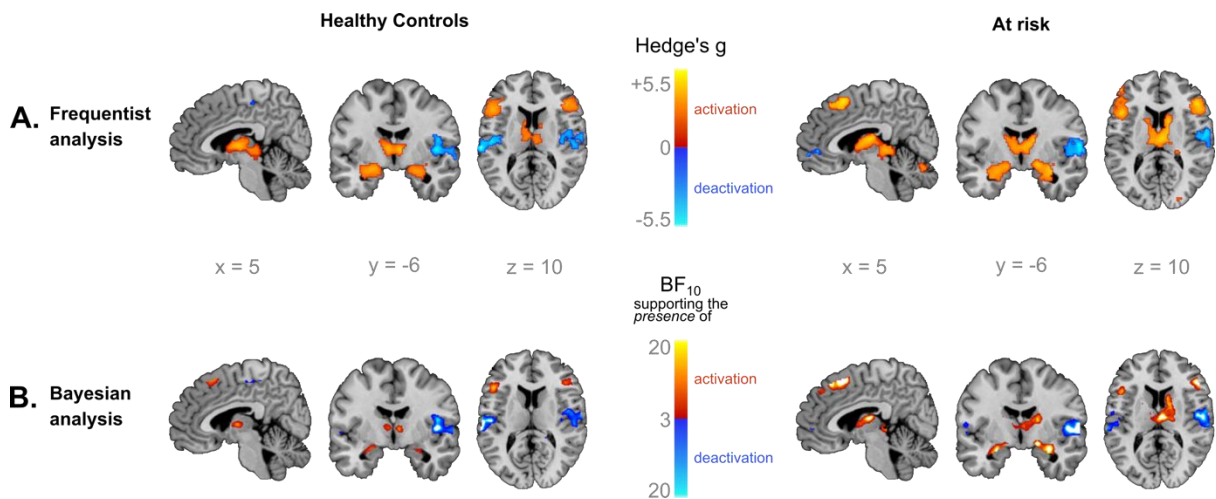 Healthy Controls
At risk
Hedge's g
A. Frequentist
analysis
+5.5
activation
0
deactivation
-5.5
x = 5
y = -6
z = 10
x = 5
y = -6
z = 10
BF10
supporting the
presence of
B. Bayesian
analysis
20
activation
3
deactivation
20